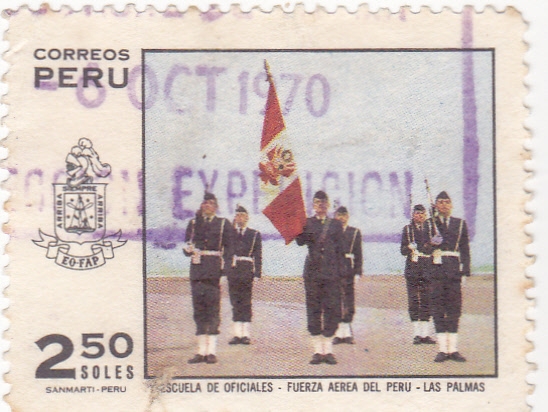 CORREOS
PERU
- 6 OCT 1970
EXPEDICION
SIEMPRE
ARRIBA
ARRIBA
EO-FAP
2.50
SOLES
SANMARTI - PERU
ESCUELA DE OFICIALES - FUERZA AEREA DEL PERU - LAS PALMAS